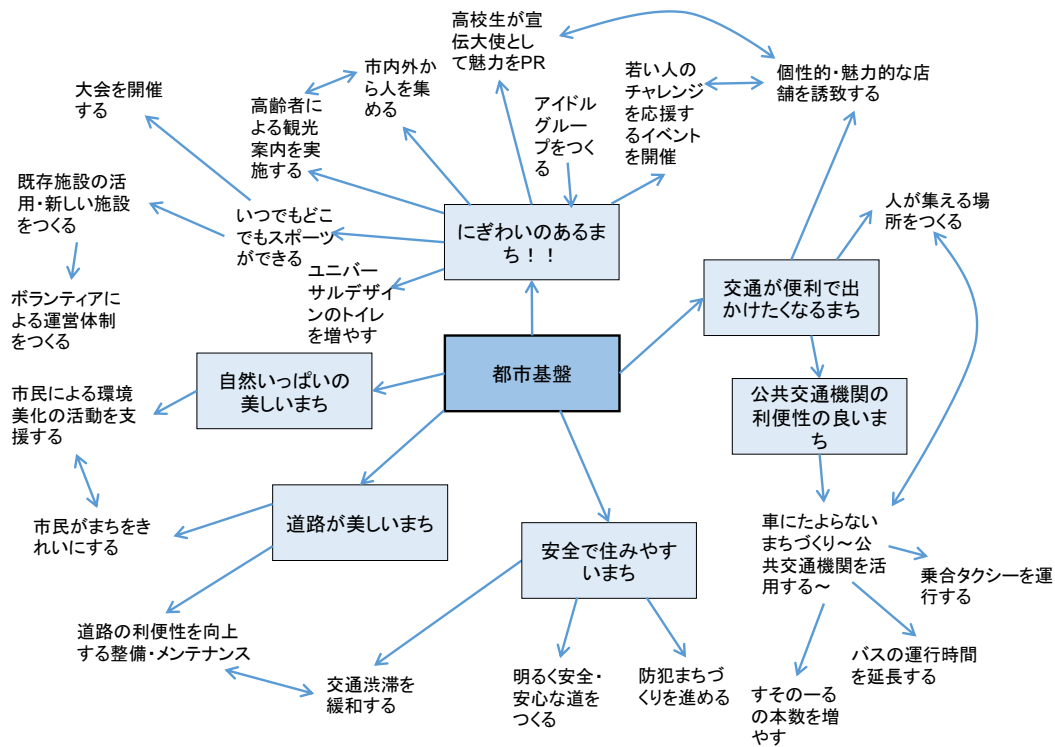 高校生が宣
伝大使とし
て魅力をPR
市内外か
ら人を集
める
若い人の
チャレンジ
を応援す
るイベント
を開催
個性的・魅力的な店
舗を誘致する
大会を開催
する
高齢者に
よる観光
案内を実
施する
アイドル
グルー
プをつく
る
既存施設の活
用・新しい施設
をつくる
いつでもどこ
でもスポーツ
ができる
にぎわいのあるま
ち！！
人が集える場
所をつくる
ユニバー
サルデザイ
ンのトイレ
を増やす
交通が便利で出
かけたくなるまち
ボランティアに
よる運営体制
をつくる
都市基盤
自然いっぱいの
美しいまち
公共交通機関の
利便性の良いま
ち
市民による環境
美化の活動を支
援する
道路が美しいまち
市民がまちをき
れいにする
安全で住みやす
いまち
車にたよらない
まちづくり～公
共交通機関を活
用する～
乗合タクシーを運
行する
道路の利便性を向上
する整備・メンテナンス
交通渋滞を
緩和する
明るく安全・
安心な道を
つくる
防犯まちづ
くりを進める
バスの運行時間
を延長する
すそのーる
の本数を増
やす